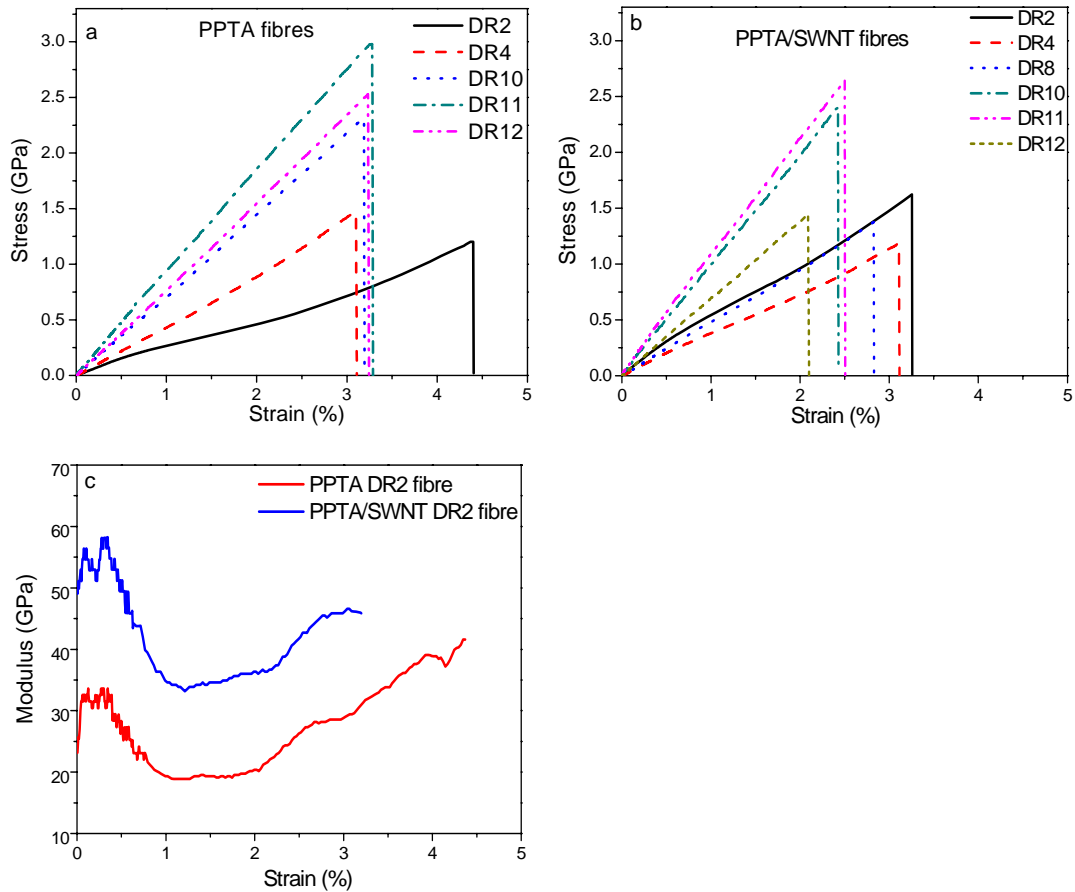 a
PPTA fibres
DR2
DR4
DR10
DR11
DR12
3.0
2.5
2.0
1.5
1.0
0.5
0.0
Stress (GPa)
0 1 2 3 4 5
Strain (%)
b
PPTA/SWNT fibres
DR2
DR4
DR8
DR10
DR11
DR12
3.0
2.5
2.0
1.5
1.0
0.5
0.0
Stress (GPa)
0 1 2 3 4 5
Strain (%)
c
PPTA DR2 fibre
PPTA/SWNT DR2 fibre
70
60
50
40
30
20
10
Modulus (GPa)
0 1 2 3 4 5
Strain (%)